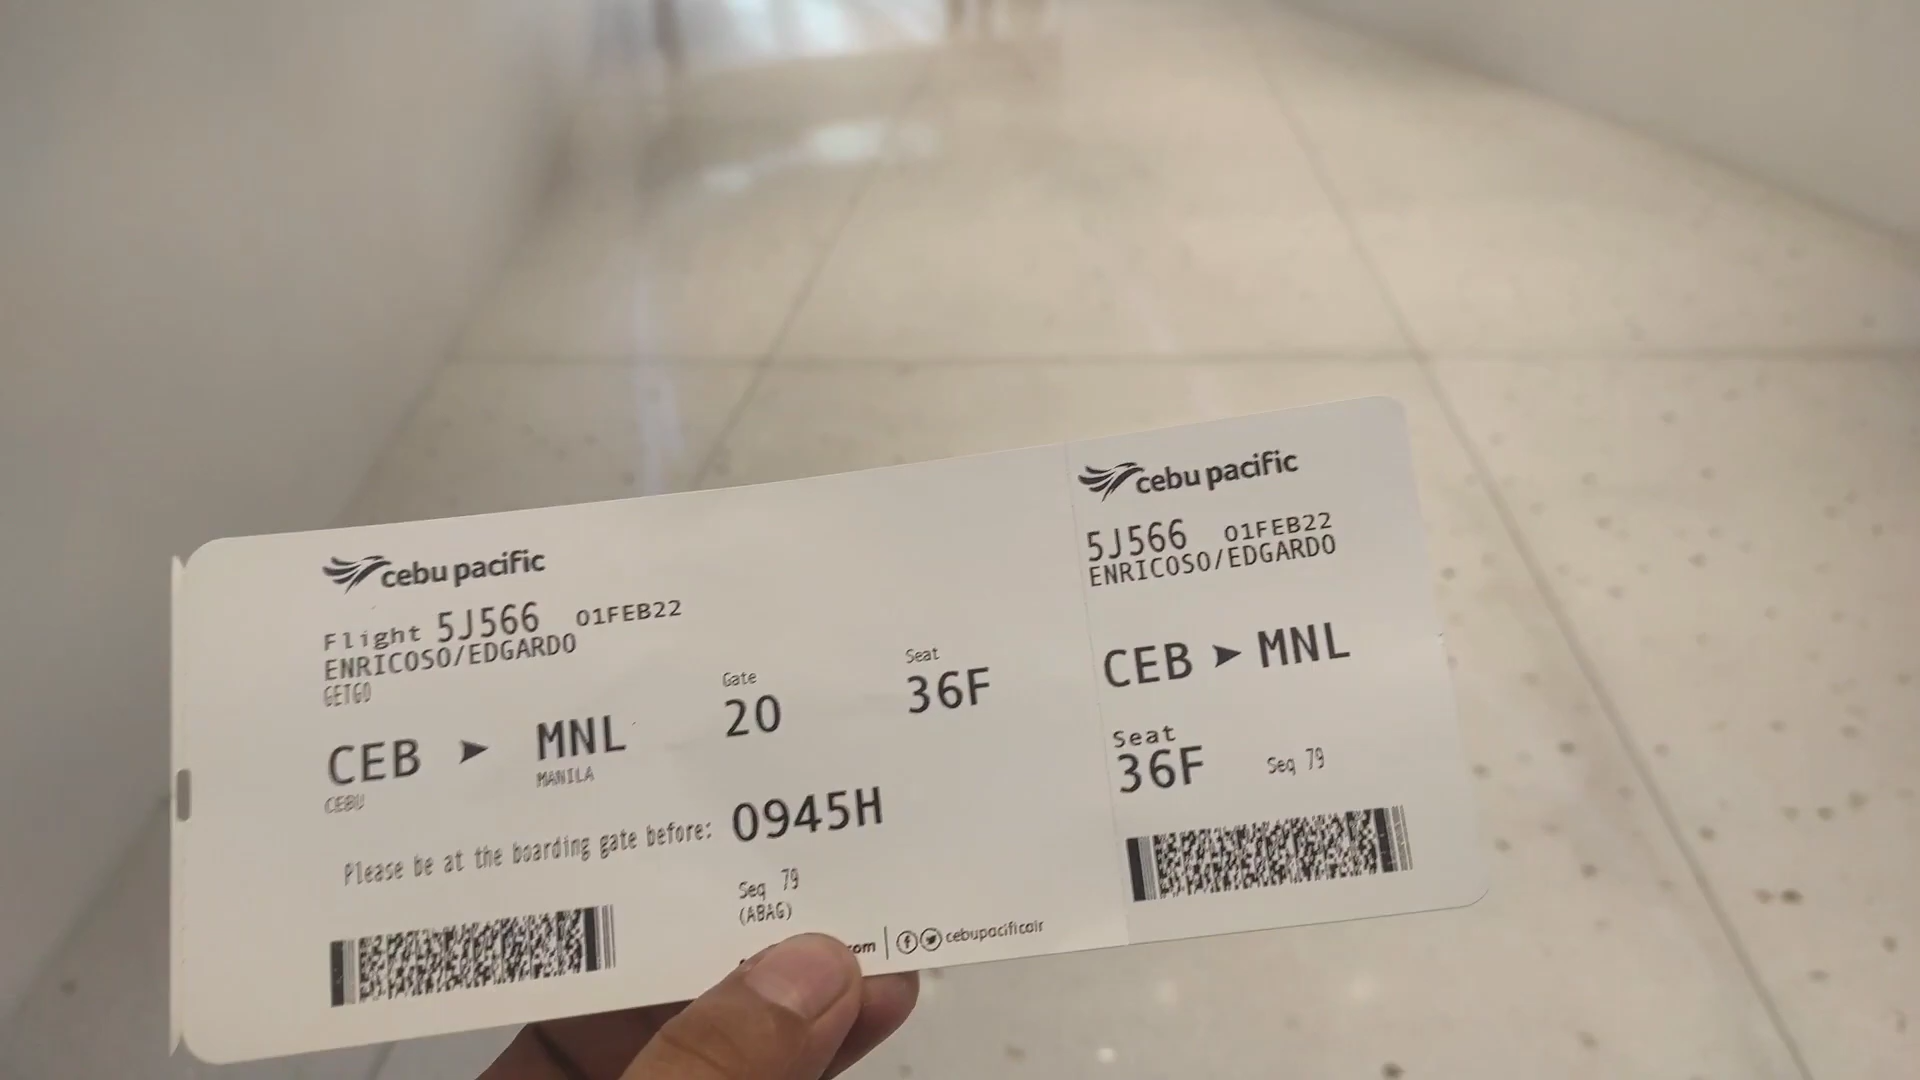 cebu pacific
Flight 5J566 01FEB22
ENRICOSO/EDGARDO
GETGO
CEB ➤ MNL
CEBU MANILA
Gate
20
Seat
36F
Please be at the boarding gate before: 0945H
Seq 79
(ABAG)
om | cebupacificair
cebu pacific
5J566 01FEB22
ENRICOSO/EDGARDO
CEB ➤ MNL
Seat
36F Seq 79